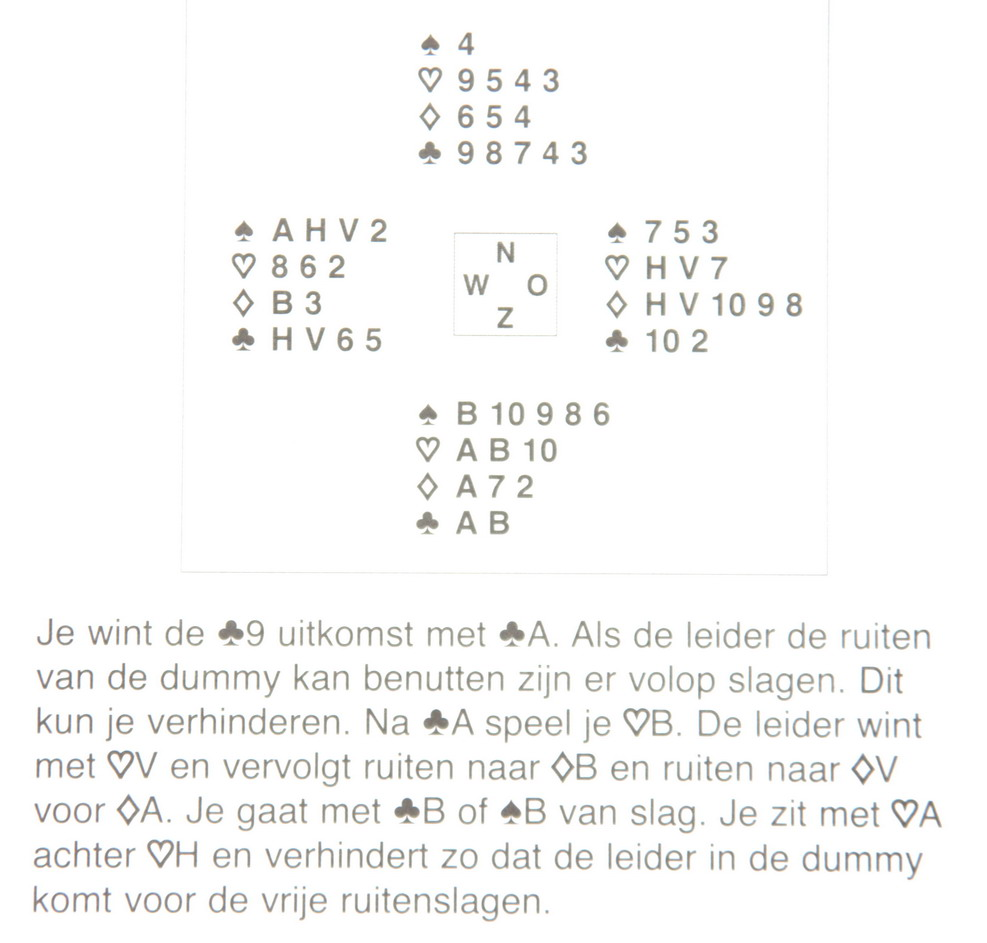 ♠ 4
♡ 9 5 4 3
♢ 6 5 4
♣ 9 8 7 4 3
♠ A H V 2
♡ 8 6 2
♢ B 3
♣ H V 6 5
N
W O
Z
♠ 7 5 3
♡ H V 7
♢ H V 10 9 8
♣ 10 2
♠ B 10 9 8 6
♡ A B 10
♢ A 7 2
♣ A B
Je wint de ♣9 uitkomst met ♣A. Als de leider de ruiten
van de dummy kan benutten zijn er volop slagen. Dit
kun je verhinderen. Na ♣A speel je ♡B. De leider wint
met ♡V en vervolgt ruiten naar ♢B en ruiten naar ♢V
voor ♢A. Je gaat met ♣B of ♠B van slag. Je zit met ♡A
achter ♡H en verhindert zo dat de leider in de dummy
komt voor de vrije ruitenslagen.